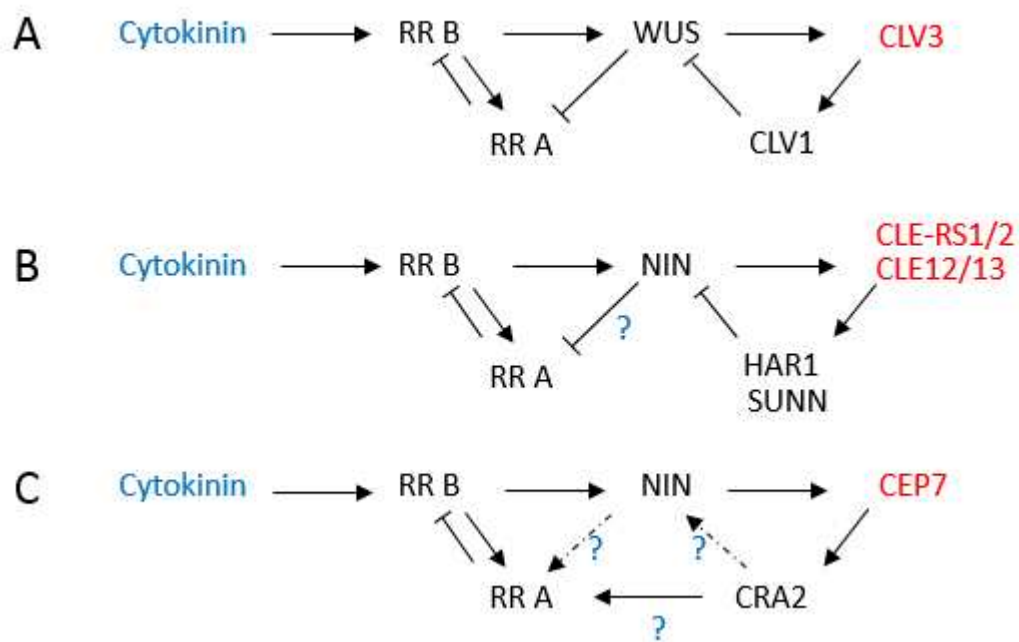 A Cytokinin RR B WUS CLV3
RR A CLV1
B Cytokinin RR B NIN CLE-RS1/2
CLE12/13
?
RR A HAR1
SUNN
C Cytokinin RR B NIN CEP7
? ?
RR A CRA2
?